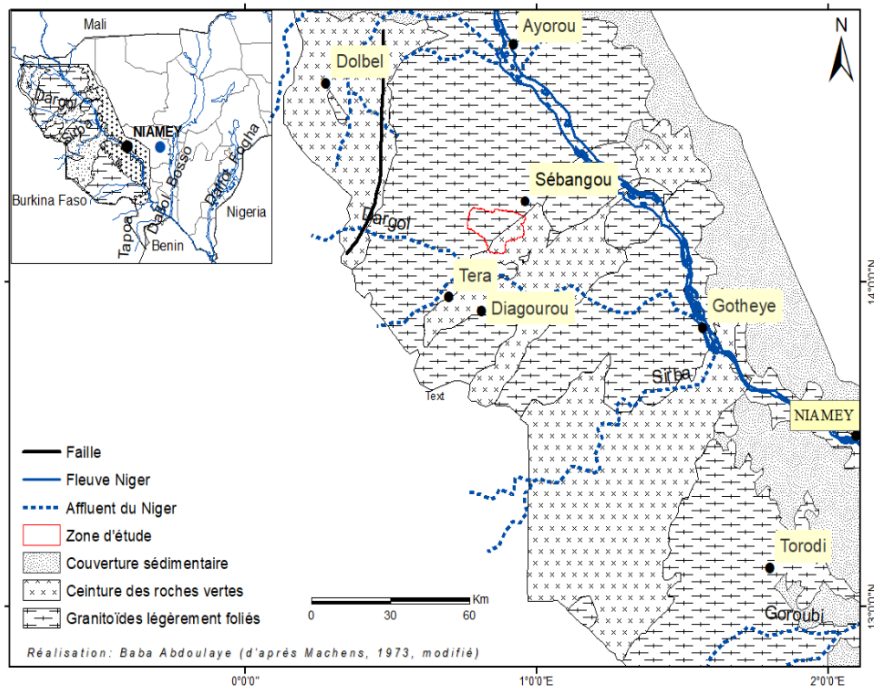 Mali
Dargol
Sirba
NIAMEY
Dallol Bosso
Dallol Fogha
Burkina Faso
Tapoa
Benin
Nigeria
Ayorou
N
Dolbel
Sébangou
Dargol
Tera
Diagourou
Gotheye
14°0'0"N
Sirba
Text
NIAMEY
Faille
Fleuve Niger
Affluent du Niger
Zone d'étude
Couverture sédimentaire
Ceinture des roches vertes
Granitoïdes légèrement foliés
Km
0 30 60
Torodi
13°0'0"N
Goroubi
Réalisation: Baba Abdoulaye (d'après Machens, 1973, modifié)
0°0'0" 1°0'0"E 2°0'0"E